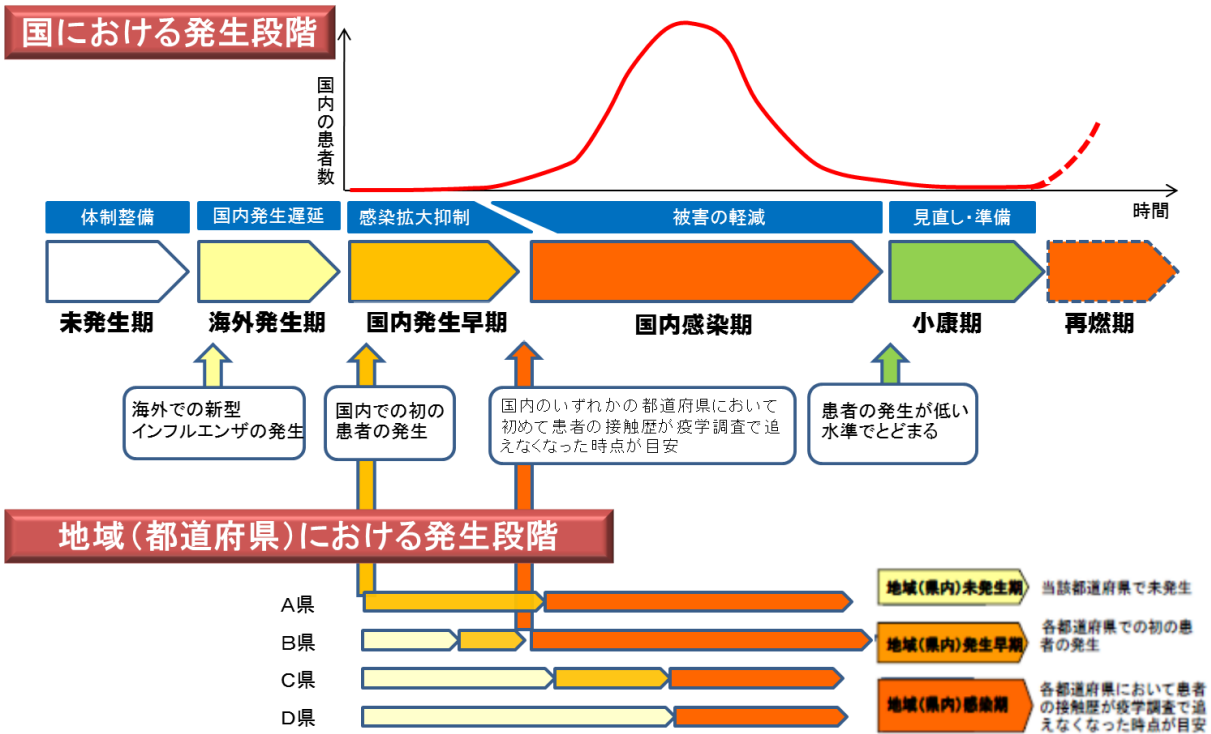 国における発生段階
国内の患者数
時間
体制整備
国内発生遅延
感染拡大抑制
被害の軽減
見直し・準備
未発生期
海外発生期
国内発生早期
国内感染期
小康期
再燃期
海外での新型
インフルエンザの発生
国内での初の
患者の発生
国内のいずれかの都道府県において
初めて患者の接触歴が疫学調査で追
えなくなった時点が目安
患者の発生が低い
水準でとどまる
地域(都道府県)における発生段階
A県
B県
C県
D県
地域(県内)未発生期
当該都道府県で未発生
地域(県内)発生早期
各都道府県での初の患
者の発生
地域(県内)感染期
各都道府県において患者
の接触歴が疫学調査で追
えなくなった時点が目安